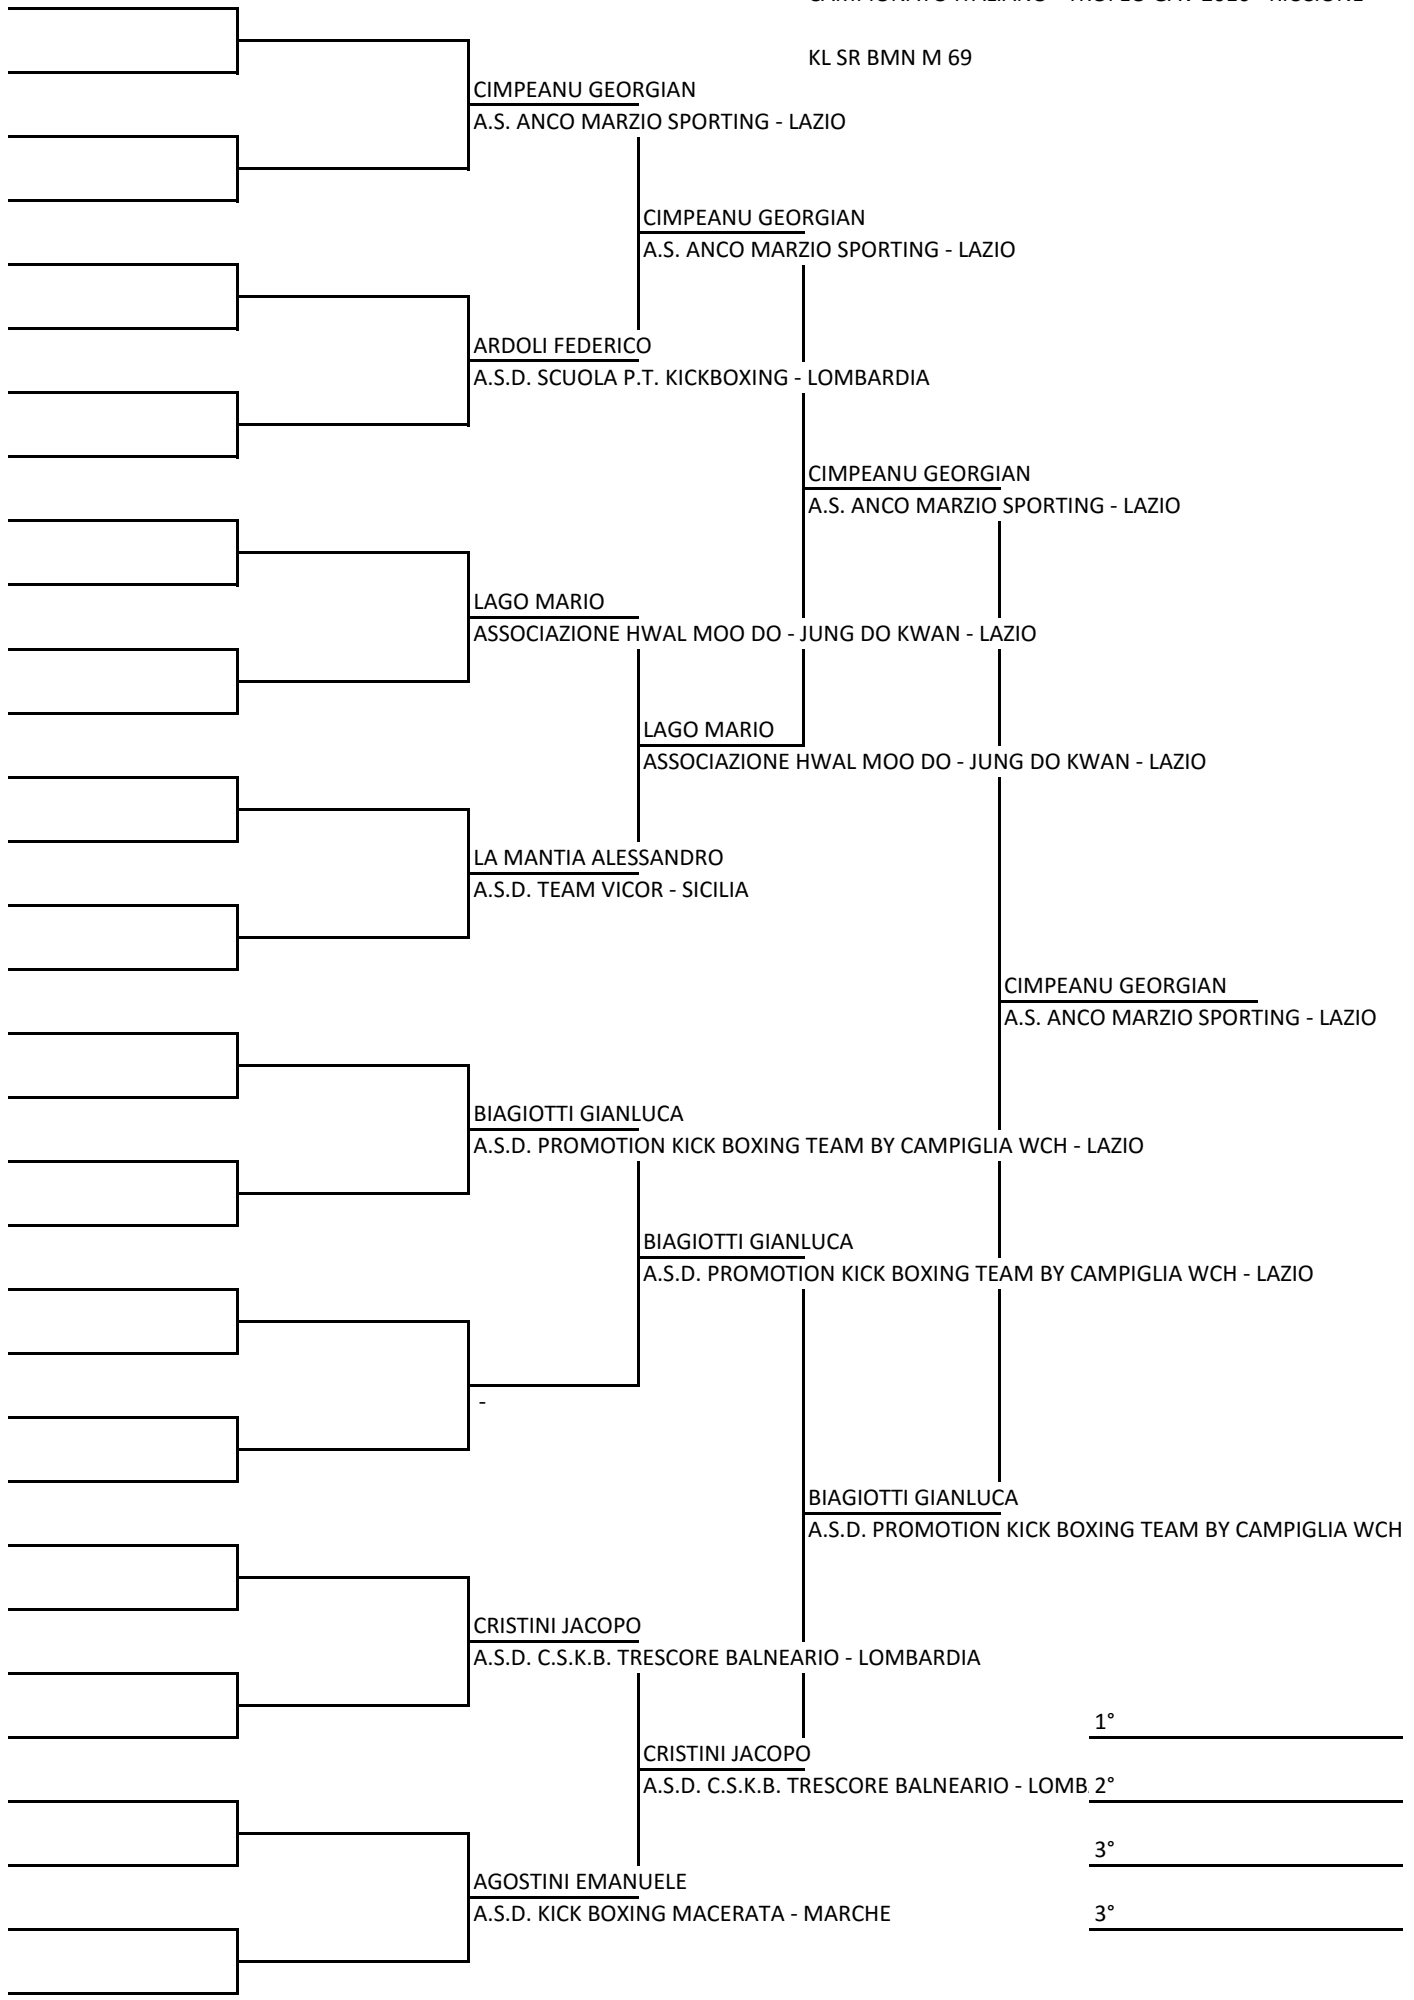 KL SR BMN M 69
CIMPEANU GEORGIAN
A.S. ANCO MARZIO SPORTING - LAZIO
CIMPEANU GEORGIAN
A.S. ANCO MARZIO SPORTING - LAZIO
ARDOLI FEDERICO
A.S.D. SCUOLA P.T. KICKBOXING - LOMBARDIA
CIMPEANU GEORGIAN
A.S. ANCO MARZIO SPORTING - LAZIO
LAGO MARIO
ASSOCIAZIONE HWAL MOO DO - JUNG DO KWAN - LAZIO
LAGO MARIO
ASSOCIAZIONE HWAL MOO DO - JUNG DO KWAN - LAZIO
LA MANTIA ALESSANDRO
A.S.D. TEAM VICOR - SICILIA
CIMPEANU GEORGIAN
A.S. ANCO MARZIO SPORTING - LAZIO
BIAGIOTTI GIANLUCA
A.S.D. PROMOTION KICK BOXING TEAM BY CAMPIGLIA WCH - LAZIO
BIAGIOTTI GIANLUCA
A.S.D. PROMOTION KICK BOXING TEAM BY CAMPIGLIA WCH - LAZIO
-
BIAGIOTTI GIANLUCA
A.S.D. PROMOTION KICK BOXING TEAM BY CAMPIGLIA WCH
CRISTINI JACOPO
A.S.D. C.S.K.B. TRESCORE BALNEARIO - LOMBARDIA
1°
CRISTINI JACOPO
A.S.D. C.S.K.B. TRESCORE BALNEARIO - LOMB
2°
3°
AGOSTINI EMANUELE
A.S.D. KICK BOXING MACERATA - MARCHE
3°